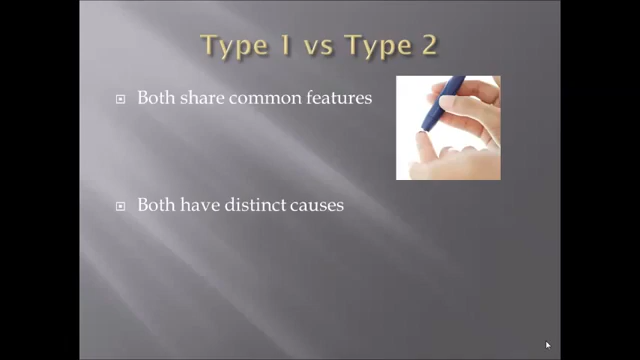 Type 1 vs Type 2
Both share common features
Both have distinct causes